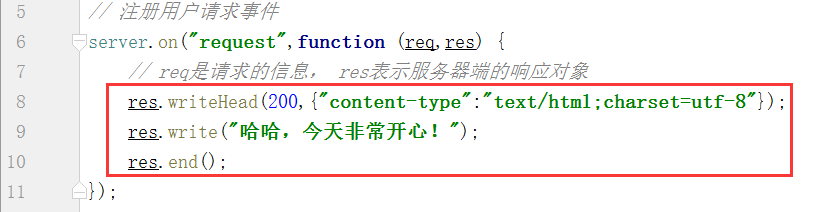 5 // 注册用户请求事件
6 server.on("request",function (req,res) {
7 // req是请求的信息， res表示服务器端的响应对象
8 res.writeHead(200,{"content-type":"text/html;charset=utf-8"});
9 res.write("哈哈，今天非常开心！");
10 res.end();
11 });